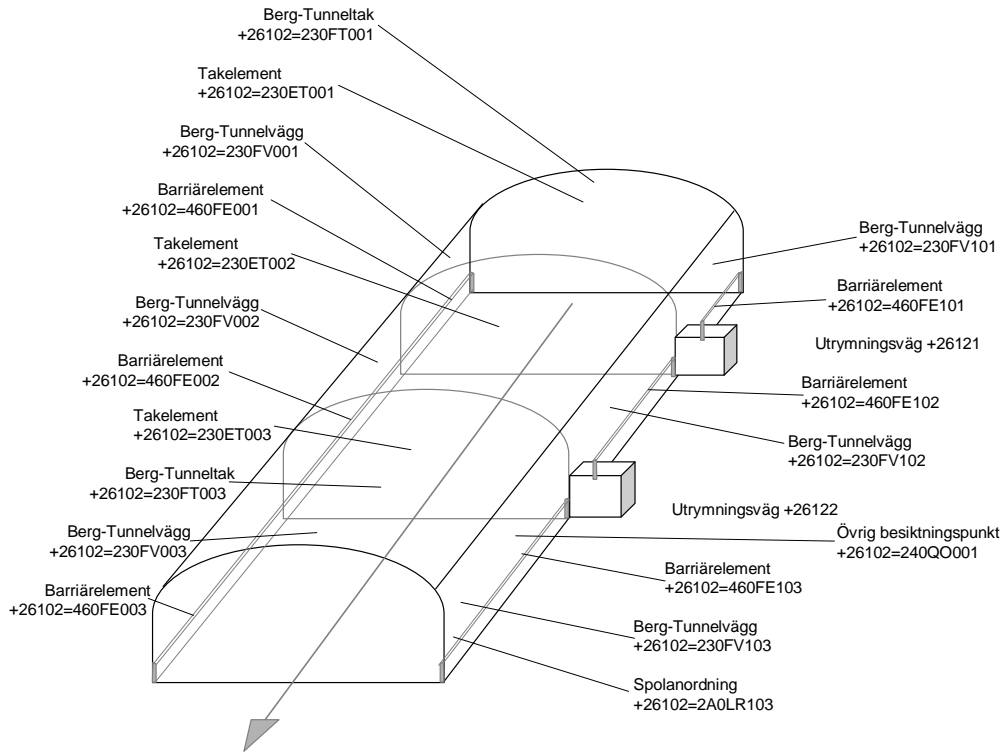 Berg-Tunneltak
+26102=230FT001
Takelement
+26102=230ET001
Berg-Tunnelvägg
+26102=230FV001
Barriärelement
+26102=460FE001
Takelement
+26102=230ET002
Berg-Tunnelvägg
+26102=230FV002
Barriärelement
+26102=460FE002
Takelement
+26102=230ET003
Berg-Tunneltak
+26102=230FT003
Berg-Tunnelvägg
+26102=230FV003
Barriärelement
+26102=460FE003
Berg-Tunnelvägg
+26102=230FV101
Barriärelement
+26102=460FE101
Utrymningsväg +26121
Barriärelement
+26102=460FE102
Berg-Tunnelvägg
+26102=230FV102
Utrymningsväg +26122
Övrig besiktningspunkt
+26102=240QO001
Barriärelement
+26102=460FE103
Berg-Tunnelvägg
+26102=230FV103
Spolanordning
+26102=2A0LR103